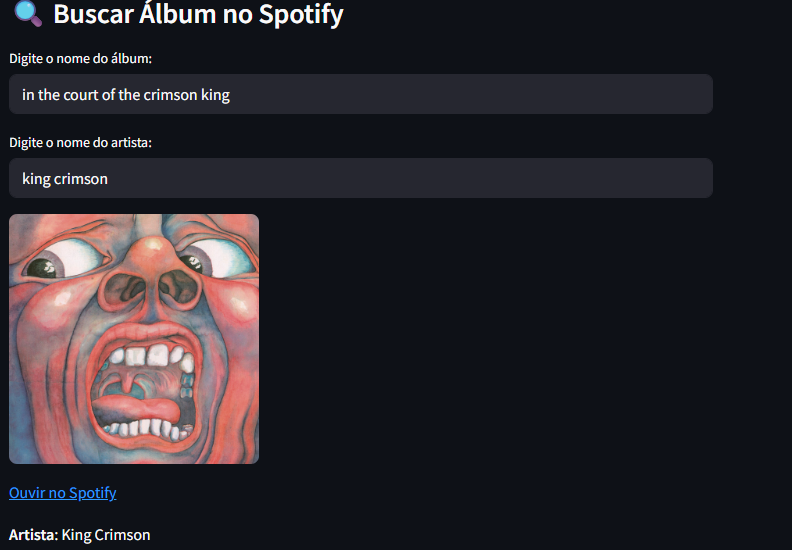 Buscar Álbum no Spotify
Digite o nome do álbum:
in the court of the crimson king
Digite o nome do artista:
king crimson
Ouvir no Spotify
Artista: King Crimson